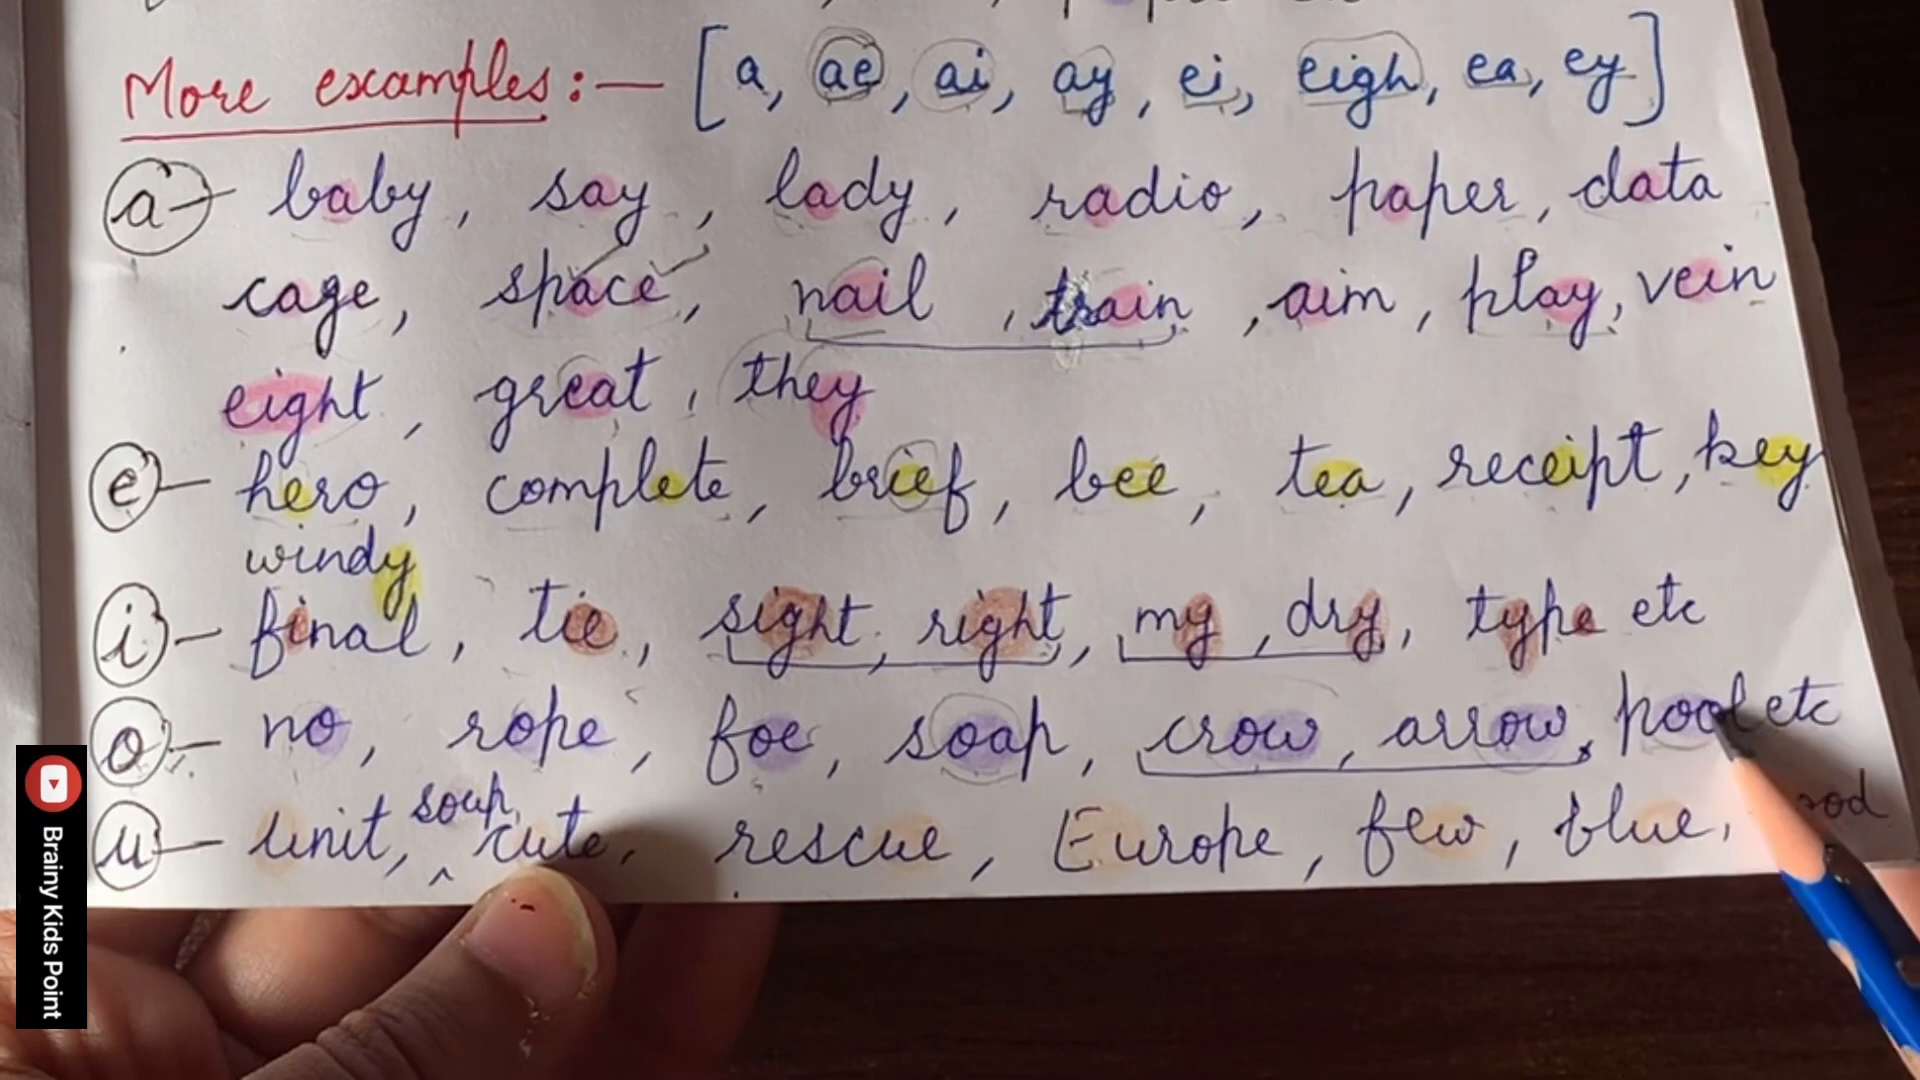 More examples:— [a, ae, ai, ay, ei, eigh, ea, ey]
a— baby, say, lady, radio, paper, data
cage, space, nail, train, aim, play, vein
eight, great, they
e— hero, complete, brief, bee, tea, receipt, key
windy
i— final, tie, sight, right, my, dry, type etc
o— no, rope, foe, soap, crow, arrow, pool etc
soup
u— unit, ^ cute, rescue, Europe, few, blue,
Brainy Kids Point